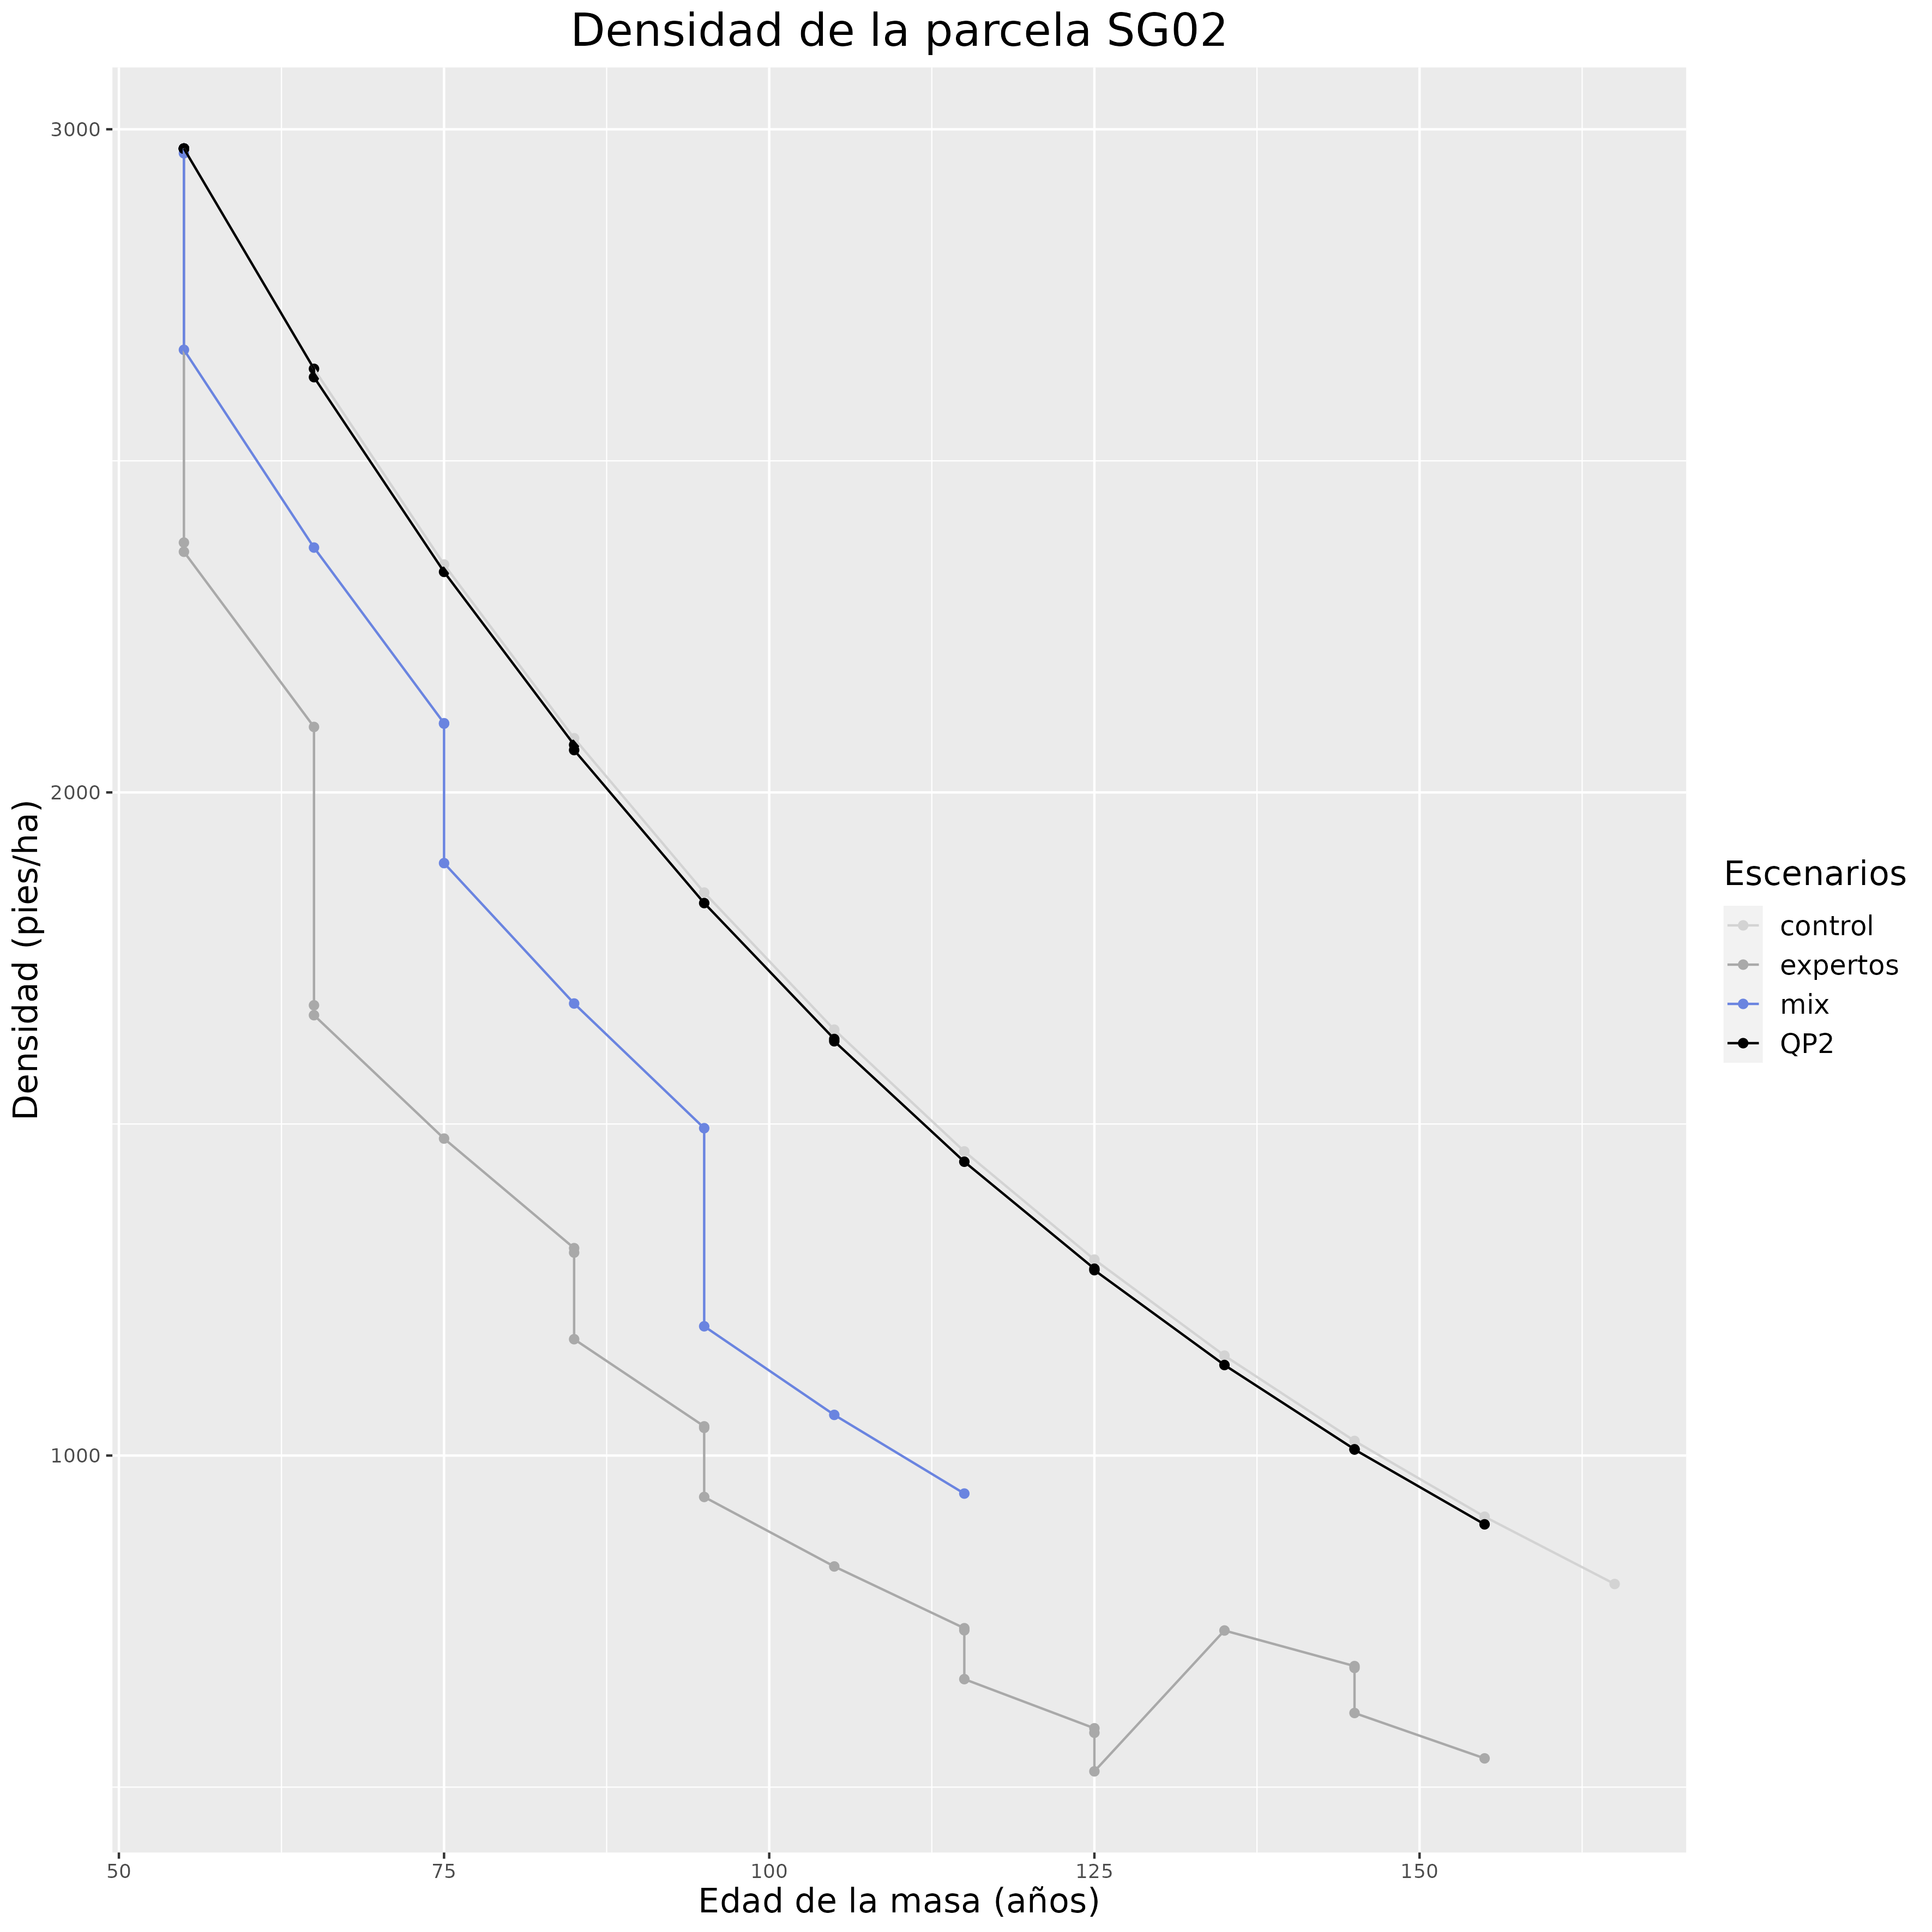 Densidad de la parcela SG02
3000
2000
1000
Densidad (pies/ha)
50
75
100
125
150
Edad de la masa (años)
Escenarios
control
expertos
mix
QP2